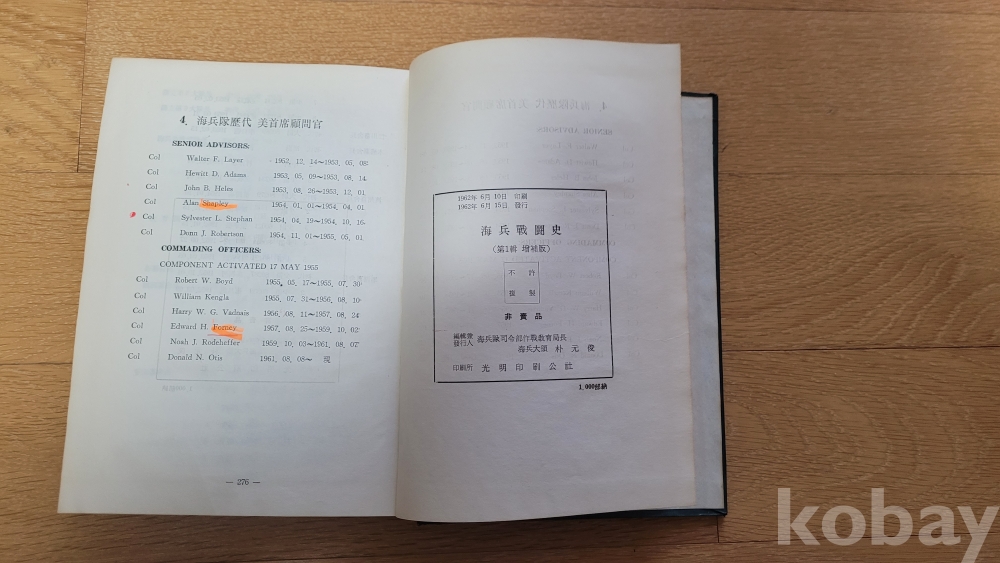 4. 海兵隊歷代 美首席顧問官
SENIOR ADVISORS:
Col Walter F. Layer 1952. 12. 14~1953. 05. 08
Col Hewitt D. Adams 1953. 05. 09~1953. 08. 14
Col John B. Heles 1953. 08. 26~1953. 12. 01
Col Alan Shapley 1954. 01. 01~1954. 04. 01
Col Sylvester L. Stephan 1954. 04. 19~1954. 10. 16
Col Donn J. Robertson 1954. 11. 01~1955. 05. 01
COMMADING OFFICERS:
COMPONENT ACTIVATED 17 MAY 1955
Col Robert W. Boyd 1955. 05. 17~1955. 07. 30
Col William Kengla 1955. 07. 31~1956. 08. 10
Col Harry W. G. Vadnais 1956. 08. 11~1957. 08. 24
Col Edward H. Forney 1957. 08. 25~1959. 10. 02
Col Noah J. Rodeheffer 1959. 10. 03~1961. 08. 07
Col Donald N. Otis 1961. 08. 08~ 現
— 276 —
1962年 6月 10日 印刷
1962年 6月 15日 發行
海兵戰鬪史
(第1輯 增補版)
不許
複製
非賣品
編輯兼
發行人 海兵隊司令部作戰敎育局長
海兵大領 朴元俊
印刷所 光明印刷公社
1,000部納
kobay